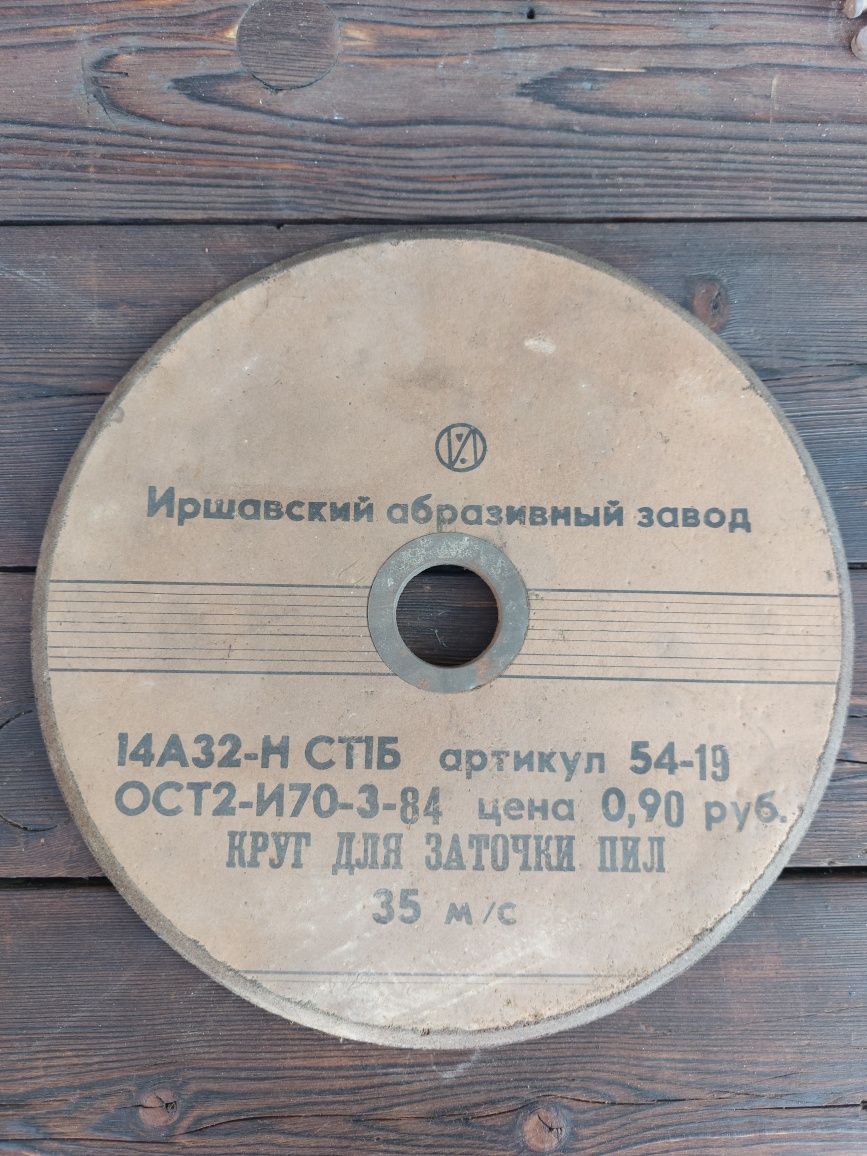 Иршавский абразивный завод
14А32-Н СТ1Б артикул 54-19
ОСТ2-И70-3-84 цена 0,90 руб.
КРУГ ДЛЯ ЗАТОЧКИ ПИЛ
35 м/с